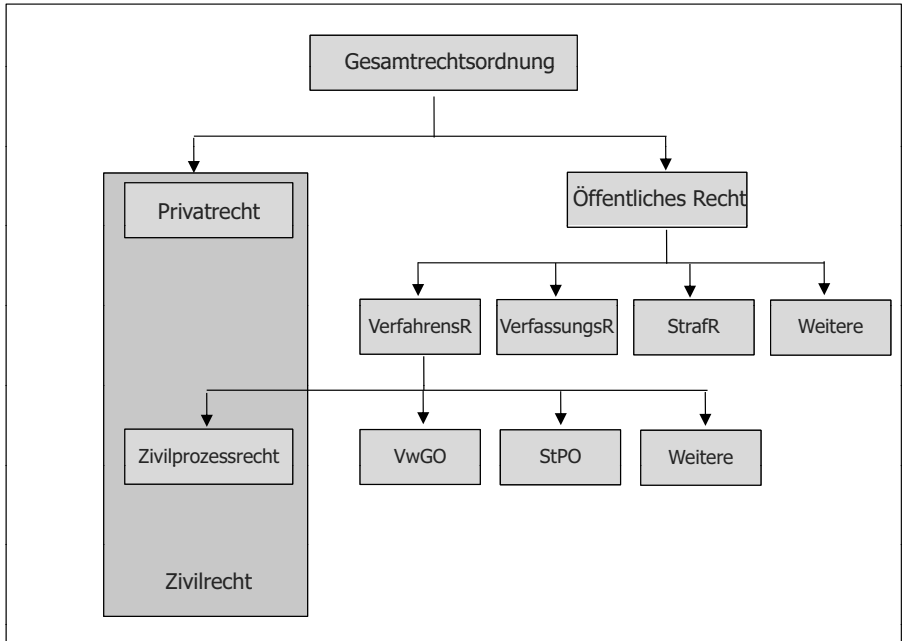 Gesamtrechtsordnung
Privatrecht
Öffentliches Recht
VerfahrensR
VerfassungsR
StrafR
Weitere
Zivilprozessrecht
VwGO
StPO
Weitere
Zivilrecht